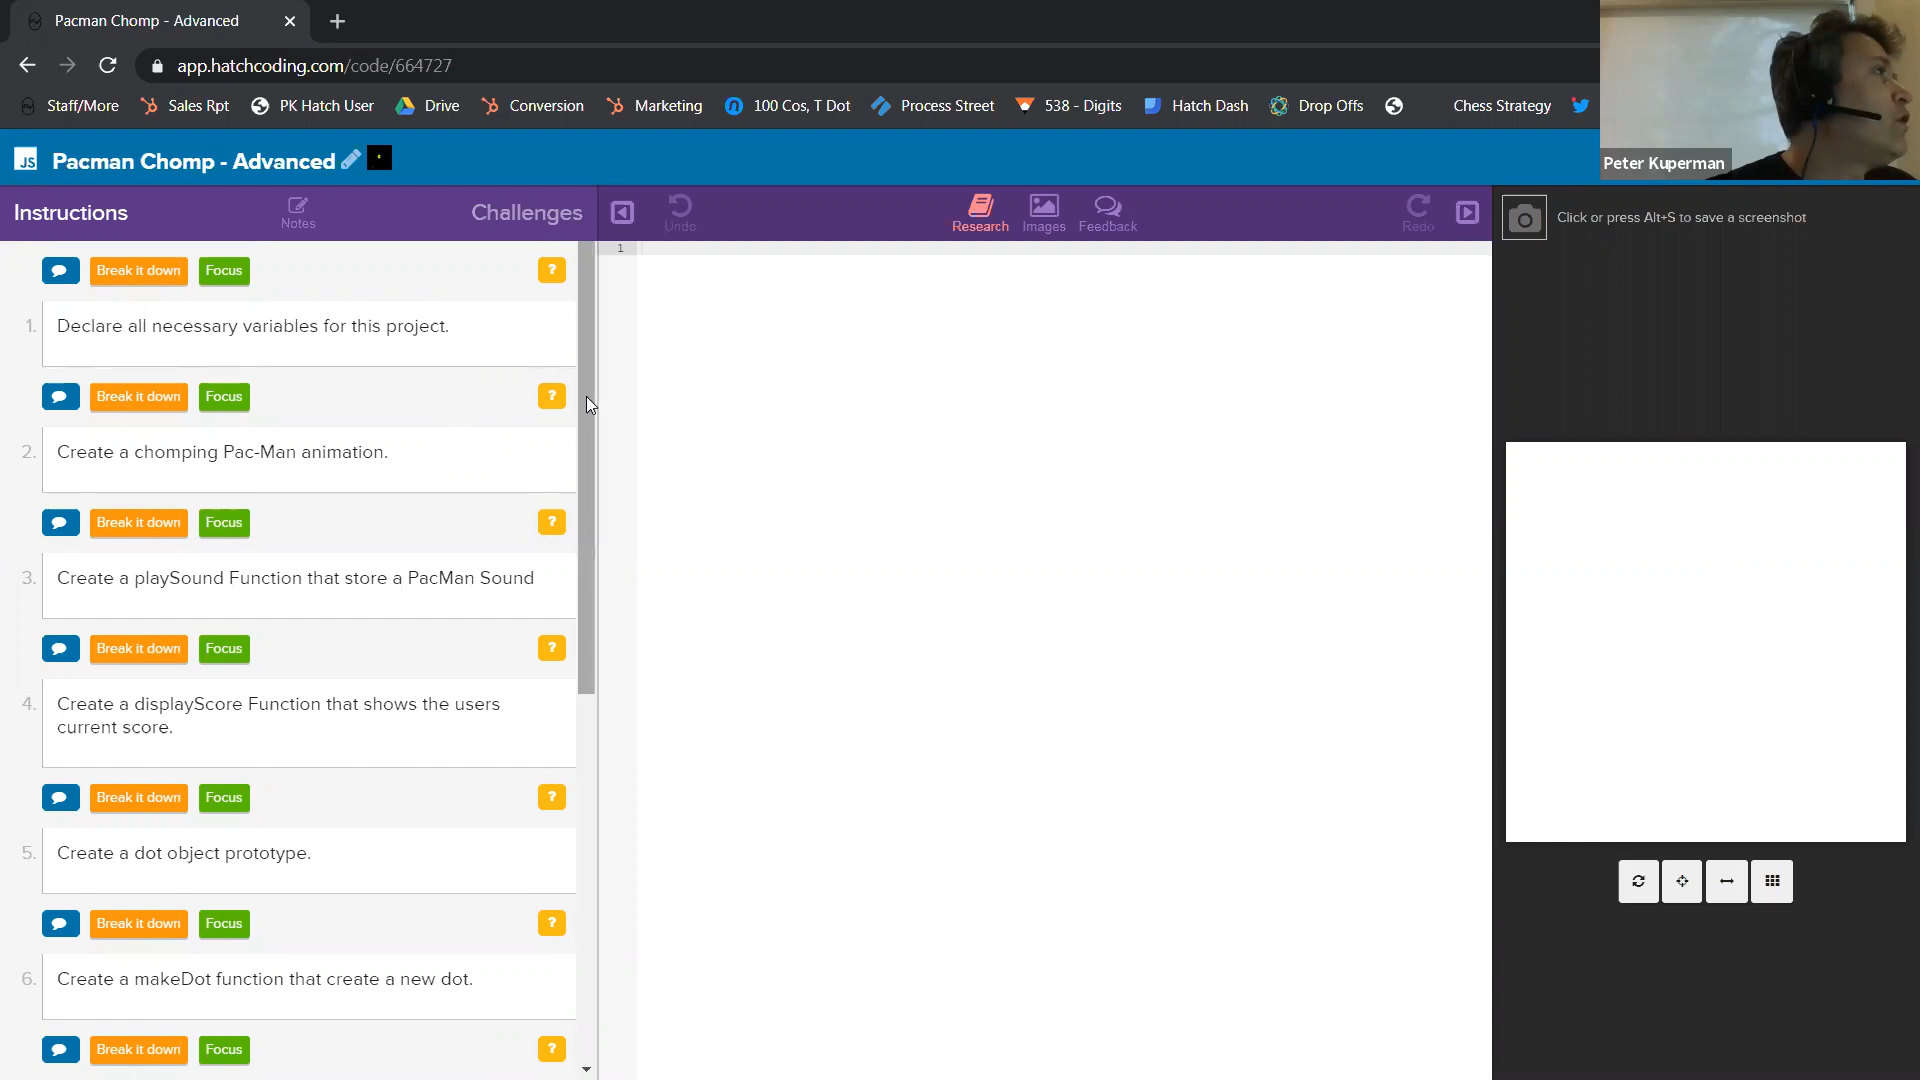 Pacman Chomp - Advanced
app.hatchcoding.com/code/664727
Staff/More Sales Rpt PK Hatch User Drive Conversion Marketing 100 Cos, T Dot Process Street 538 - Digits Hatch Dash Drop Offs Chess Strategy
Peter Kuperman
JS Pacman Chomp - Advanced
Instructions Notes Challenges Undo Research Images Feedback Redo
Click or press Alt+S to save a screenshot
1
Break it down Focus ?
1. Declare all necessary variables for this project.
Break it down Focus ?
2. Create a chomping Pac-Man animation.
Break it down Focus ?
3. Create a playSound Function that store a PacMan Sound
Break it down Focus ?
4. Create a displayScore Function that shows the users
current score.
Break it down Focus ?
5. Create a dot object prototype.
Break it down Focus ?
6. Create a makeDot function that create a new dot.
Break it down Focus ?